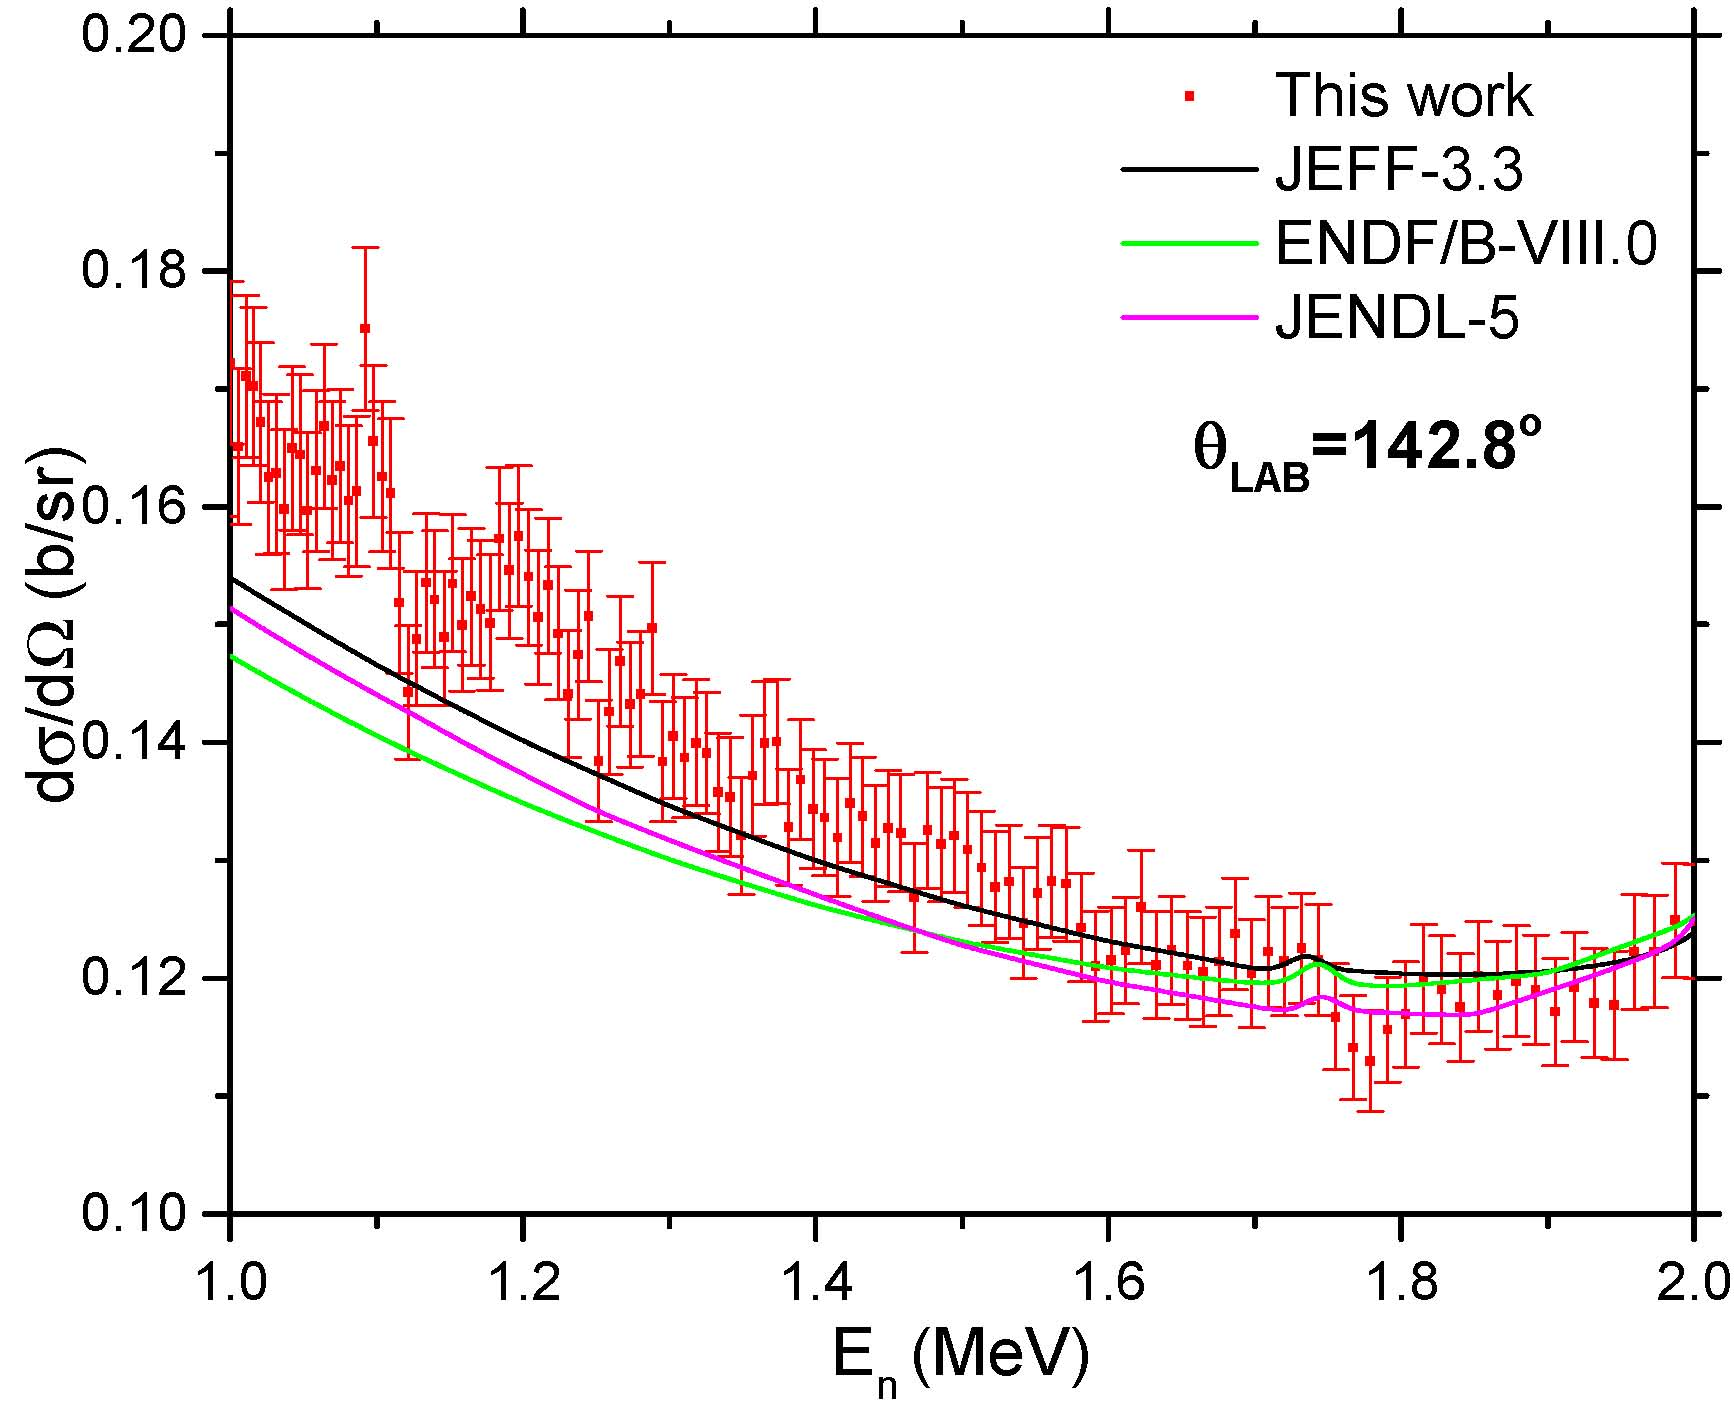 0.20
0.18
0.16
0.14
0.12
0.10
dσ/dΩ (b/sr)
This work
JEFF-3.3
ENDF/B-VIII.0
JENDL-5
θLAB=142.8°
1.0 1.2 1.4 1.6 1.8 2.0
En (MeV)